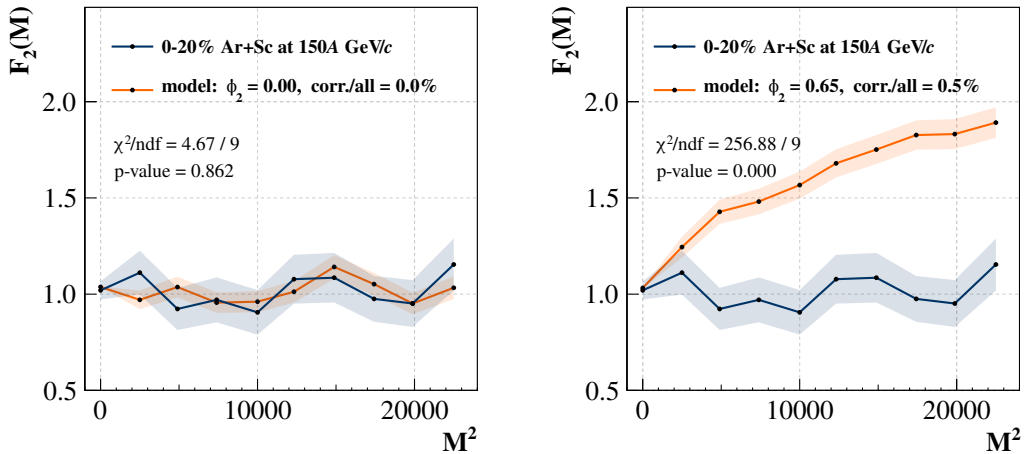 F₂(M)
0-20% Ar+Sc at 150A GeV/c
model: ϕ₂ = 0.00, corr./all = 0.0%
χ²/ndf = 4.67 / 9
p-value = 0.862
2.0
1.5
1.0
0.5
0 10000 20000
M²
F₂(M)
0-20% Ar+Sc at 150A GeV/c
model: ϕ₂ = 0.65, corr./all = 0.5%
χ²/ndf = 256.88 / 9
p-value = 0.000
2.0
1.5
1.0
0.5
0 10000 20000
M²